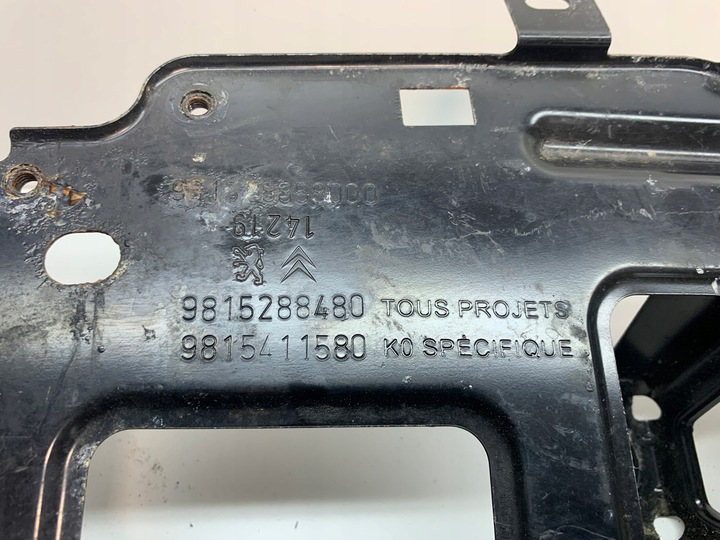 14219
9815288480 TOUS PROJETS
9815411580 K0 SPÉCIFIQUE